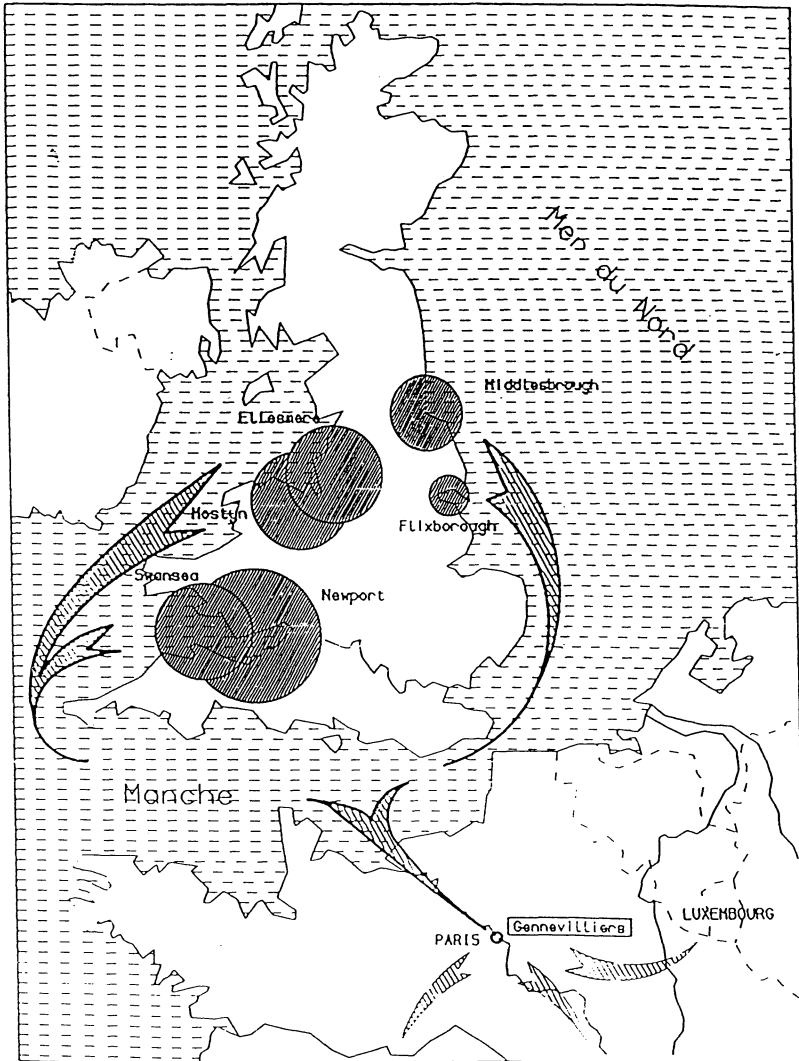 Mer du Nord
Middlesbrough
Ellesmere
Mostyn
Flixborough
Swansea
Newport
Manche
LUXEMBOURG
Gennevilliers
PARIS